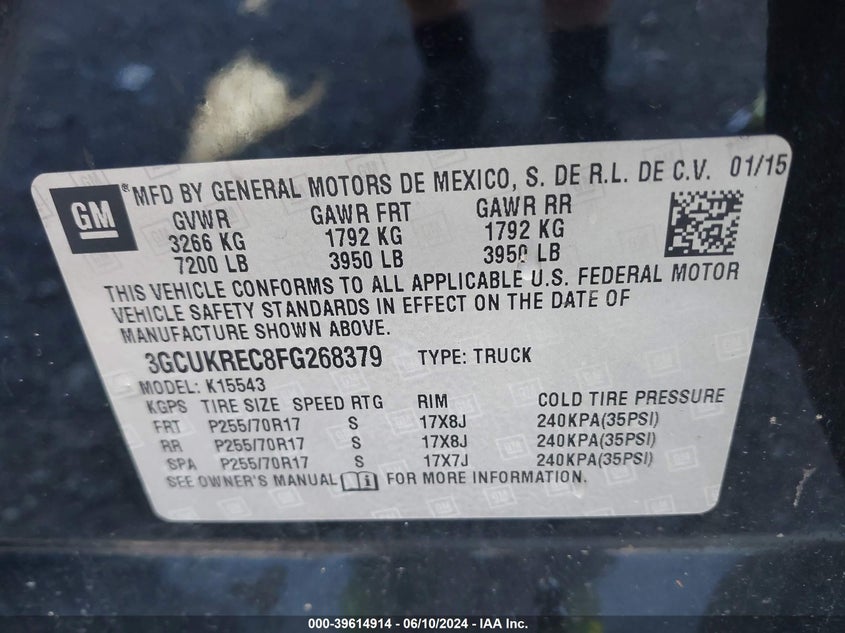 GM
® MFD BY GENERAL MOTORS DE MEXICO, S. DE R.L. DE C.V. 01/15
GVWR GAWR FRT GAWR RR
3266 KG 1792 KG 1792 KG
7200 LB 3950 LB 3950 LB
THIS VEHICLE CONFORMS TO ALL APPLICABLE U.S. FEDERAL MOTOR
VEHICLE SAFETY STANDARDS IN EFFECT ON THE DATE OF
MANUFACTURE SHOWN ABOVE.
3GCUKREC8FG268379 TYPE: TRUCK
MODEL: K15543
KGPS TIRE SIZE SPEED RTG RIM COLD TIRE PRESSURE
FRT P255/70R17 S 17X8J 240KPA(35PSI)
RR P255/70R17 S 17X8J 240KPA(35PSI)
SPA P255/70R17 S 17X7J 240KPA(35PSI)
SEE OWNER'S MANUAL i FOR MORE INFORMATION.
000-39614914 - 06/10/2024 - IAA Inc.